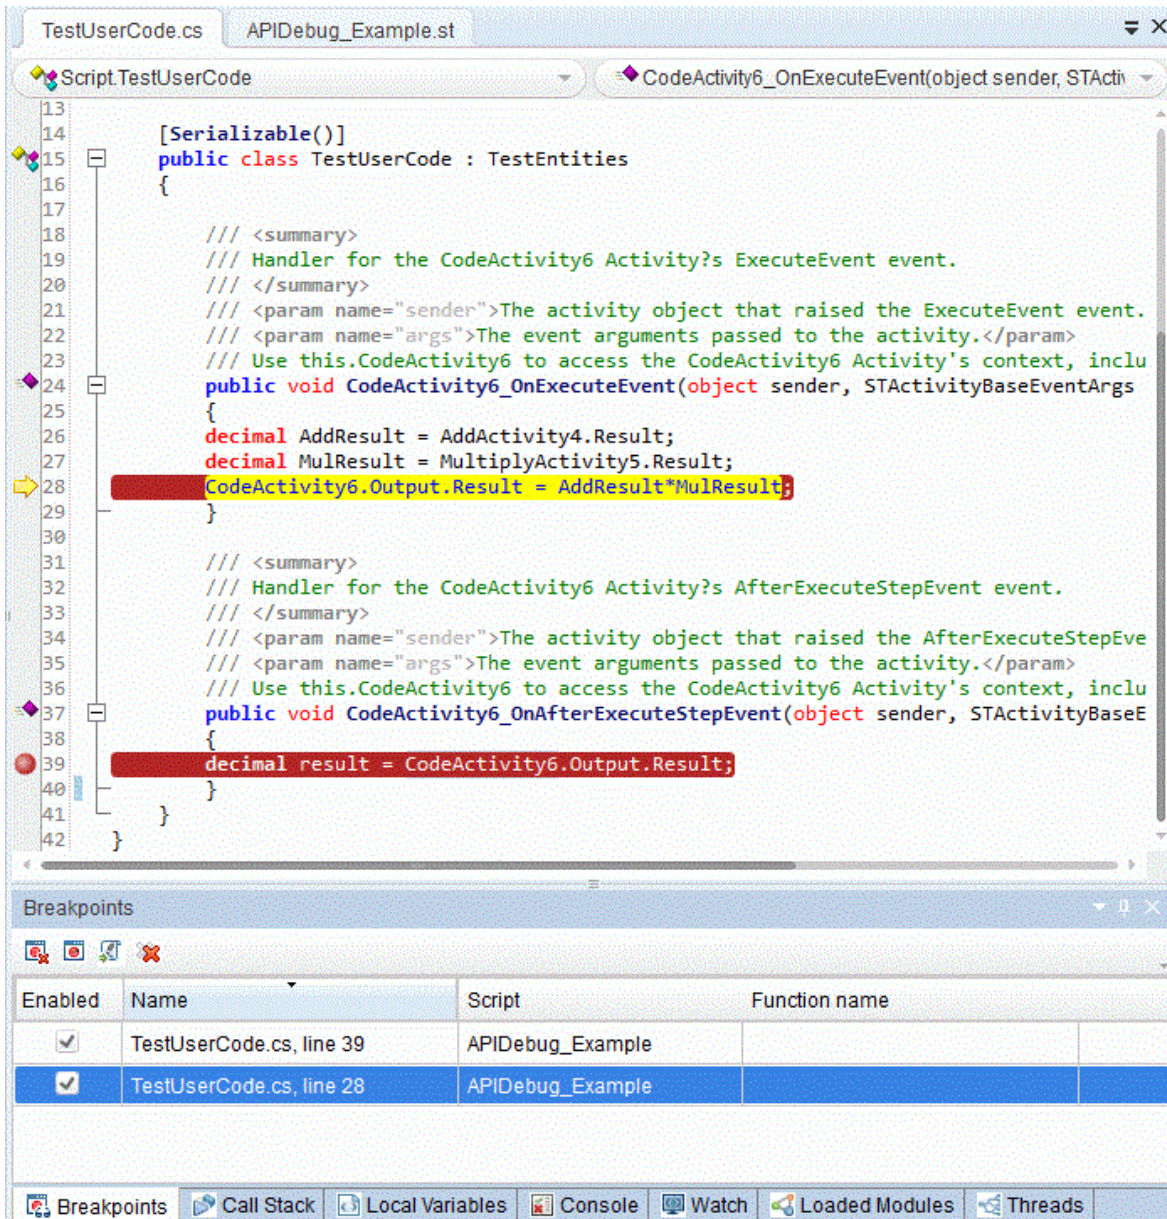 TestUserCode.cs APIDebug_Example.st
Script.TestUserCode CodeActivity6_OnExecuteEvent(object sender, STActiv
13
14 [Serializable()]
15 public class TestUserCode : TestEntities
16 {
17
18 /// <summary>
19 /// Handler for the CodeActivity6 Activity?s ExecuteEvent event.
20 /// </summary>
21 /// <param name="sender">The activity object that raised the ExecuteEvent event.
22 /// <param name="args">The event arguments passed to the activity.</param>
23 /// Use this.CodeActivity6 to access the CodeActivity6 Activity's context, inclu
24 public void CodeActivity6_OnExecuteEvent(object sender, STActivityBaseEventArgs
25 {
26 decimal AddResult = AddActivity4.Result;
27 decimal MulResult = MultiplyActivity5.Result;
28 CodeActivity6.Output.Result = AddResult*MulResult;
29 }
30
31 /// <summary>
32 /// Handler for the CodeActivity6 Activity?s AfterExecuteStepEvent event.
33 /// </summary>
34 /// <param name="sender">The activity object that raised the AfterExecuteStepEve
35 /// <param name="args">The event arguments passed to the activity.</param>
36 /// Use this.CodeActivity6 to access the CodeActivity6 Activity's context, inclu
37 public void CodeActivity6_OnAfterExecuteStepEvent(object sender, STActivityBaseE
38 {
39 decimal result = CodeActivity6.Output.Result;
40 }
41 }
42 }
Breakpoints
Enabled Name Script Function name
TestUserCode.cs, line 39 APIDebug_Example
TestUserCode.cs, line 28 APIDebug_Example
Breakpoints Call Stack Local Variables Console Watch Loaded Modules Threads